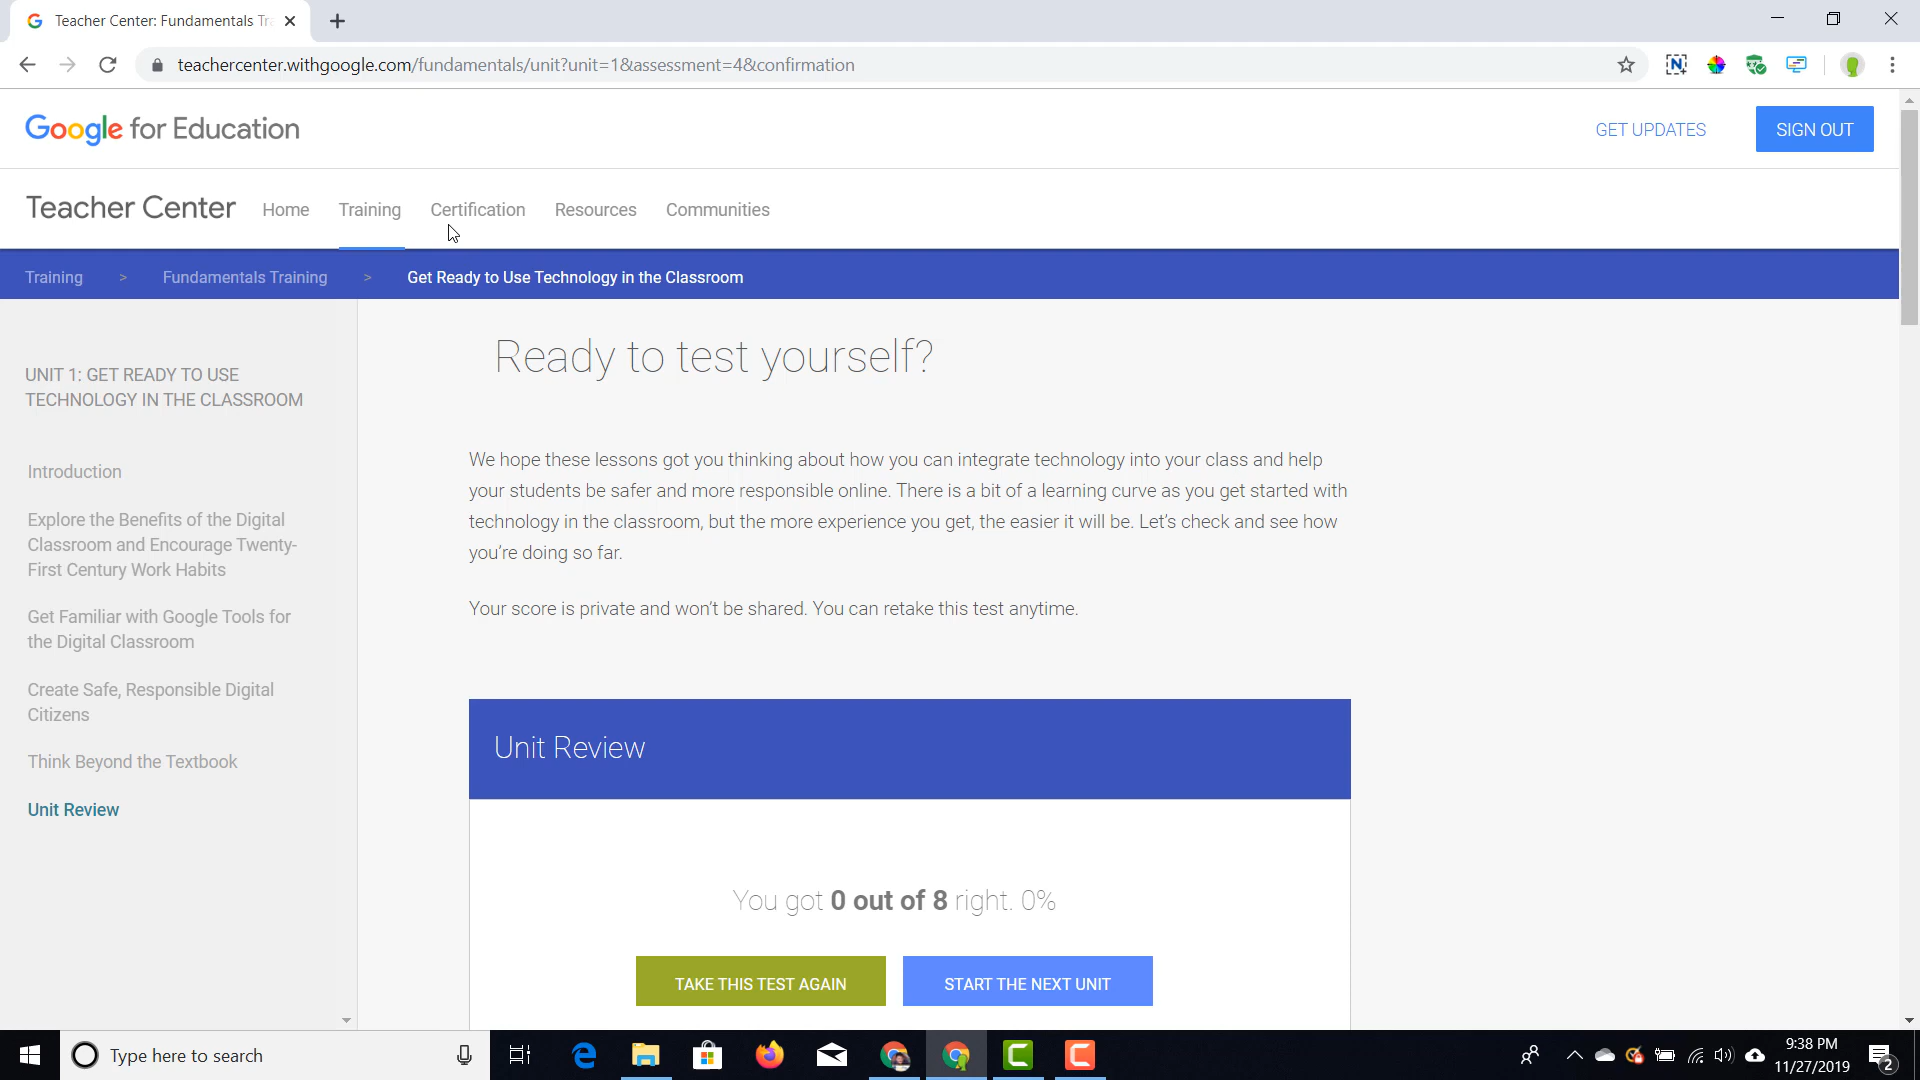 Teacher Center: Fundamentals Tr
teachercenter.withgoogle.com/fundamentals/unit?unit=1&assessment=4&confirmation
Google for Education
GET UPDATES
SIGN OUT
Teacher Center
Home
Training
Certification
Resources
Communities
Training > Fundamentals Training > Get Ready to Use Technology in the Classroom
UNIT 1: GET READY TO USE
TECHNOLOGY IN THE CLASSROOM
Introduction
Explore the Benefits of the Digital
Classroom and Encourage Twenty-
First Century Work Habits
Get Familiar with Google Tools for
the Digital Classroom
Create Safe, Responsible Digital
Citizens
Think Beyond the Textbook
Unit Review
Ready to test yourself?
We hope these lessons got you thinking about how you can integrate technology into your class and help
your students be safer and more responsible online. There is a bit of a learning curve as you get started with
technology in the classroom, but the more experience you get, the easier it will be. Let’s check and see how
you’re doing so far.
Your score is private and won’t be shared. You can retake this test anytime.
Unit Review
You got 0 out of 8 right. 0%
TAKE THIS TEST AGAIN
START THE NEXT UNIT
Type here to search
9:38 PM
11/27/2019
2